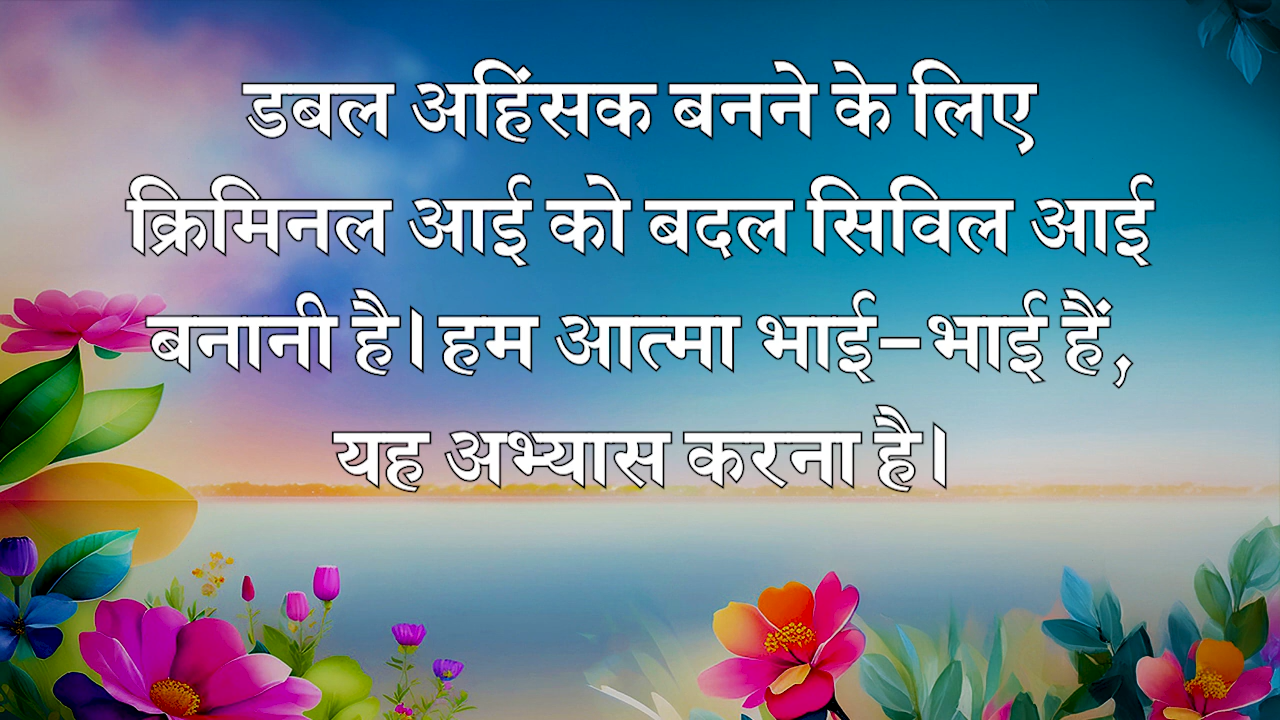 डबल अहिंसक बनने के लिए
क्रिमिनल आई को बदल सिविल आई
बनानी है। हम आत्मा भाई-भाई हैं,
यह अभ्यास करना है।